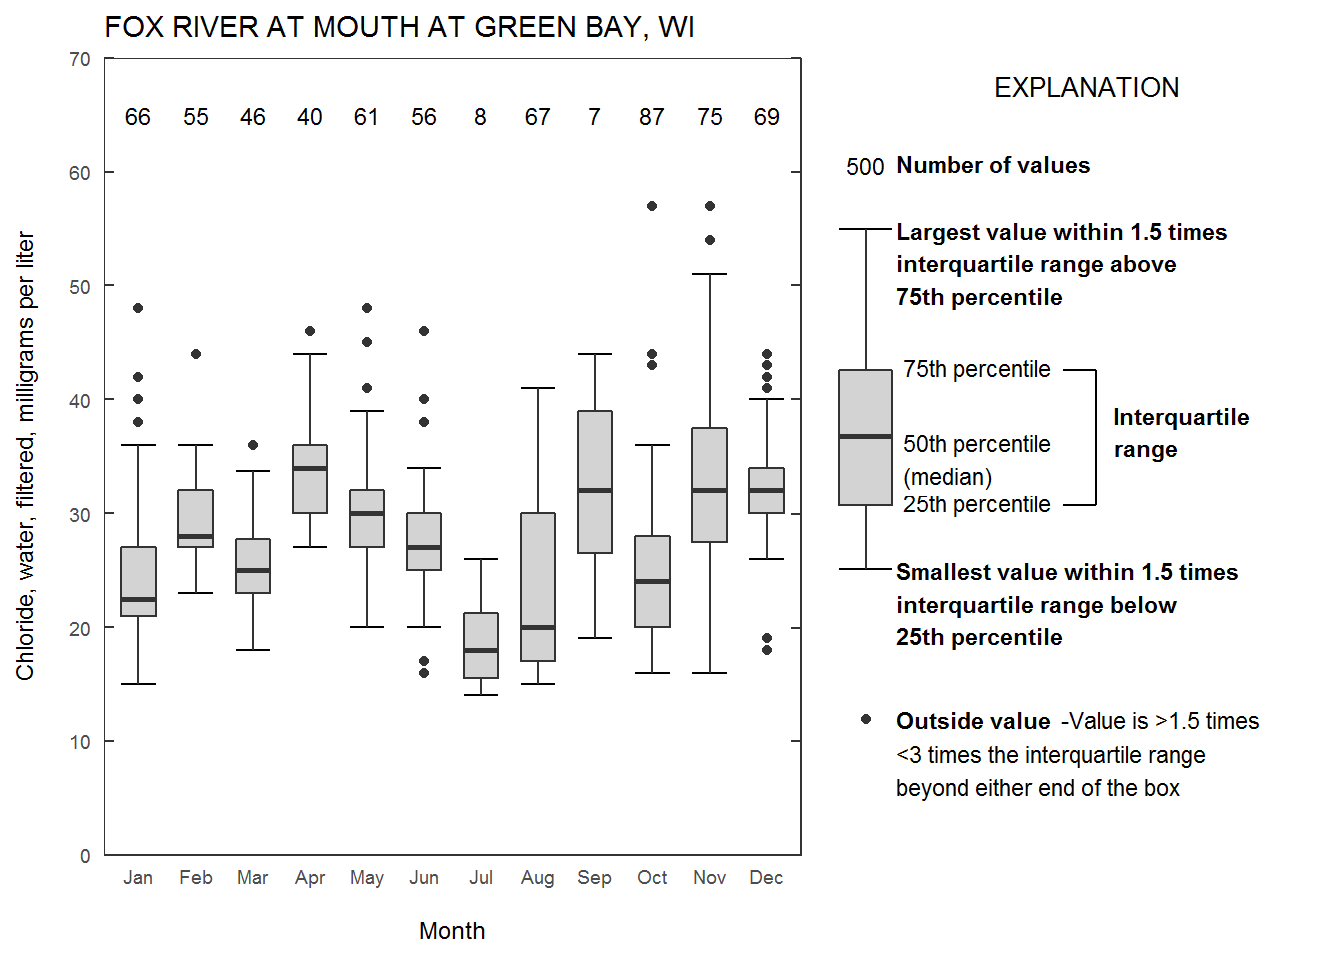 FOX RIVER AT MOUTH AT GREEN BAY, WI
70
60
50
40
30
20
10
0
Chloride, water, filtered, milligrams per liter
66 55 46 40 61 56 8 67 7 87 75 69
Jan Feb Mar Apr May Jun Jul Aug Sep Oct Nov Dec
Month
EXPLANATION
500 Number of values
Largest value within 1.5 times
interquartile range above
75th percentile
75th percentile
50th percentile
(median)
25th percentile
Interquartile
range
Smallest value within 1.5 times
interquartile range below
25th percentile
Outside value -Value is >1.5 times
<3 times the interquartile range
beyond either end of the box